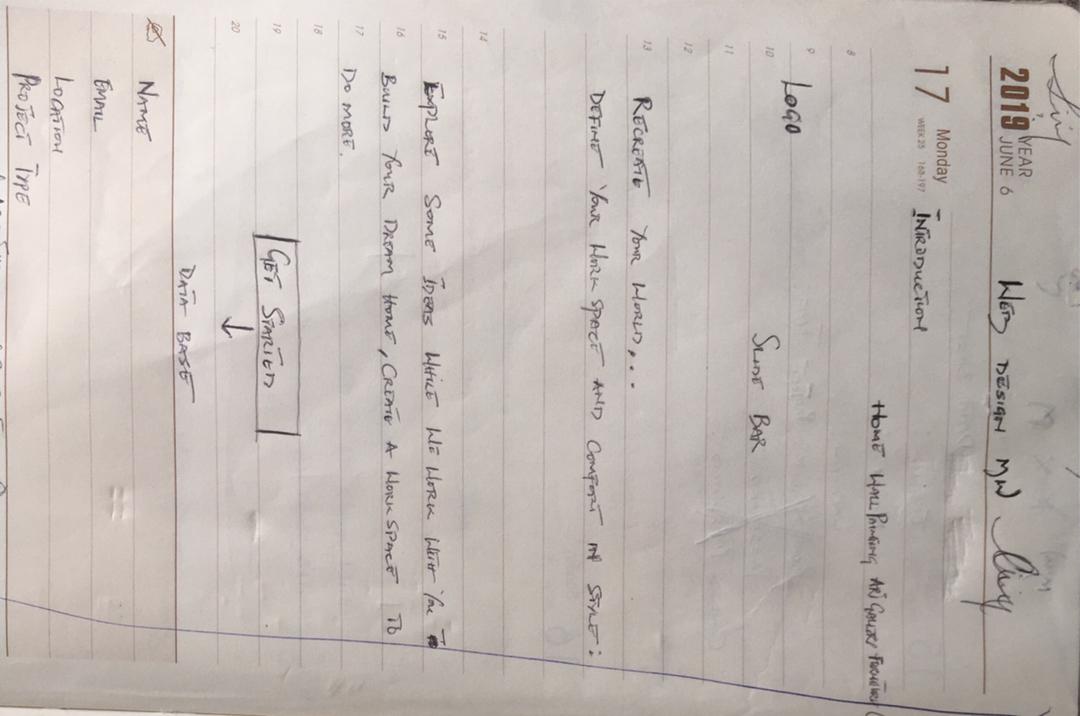 2019 YEAR
JUNE 6
WEB DESIGN MW
17 Monday
WEEK 25 168-197
INTRODUCTION
8 HOME WALL PAINTING ART GALLERY FURNITURE
9
LOGO
10 SLIDE BAR
11
12
13 RECREATE YOUR WORLD...
DEFINE YOUR WORK SPACE AND COMFORT IN STYLE:
14
15 EXPLORE SOME IDEAS WHILE WE WORK WITH YOU TO
16 BUILD YOUR DREAM HOME, CREATE A WORK SPACE TO
17 DO MORE.
18
19 GET STARTED
20 ↓
DATA BASE
NAME
EMAIL
LOCATION
PROJECT TYPE